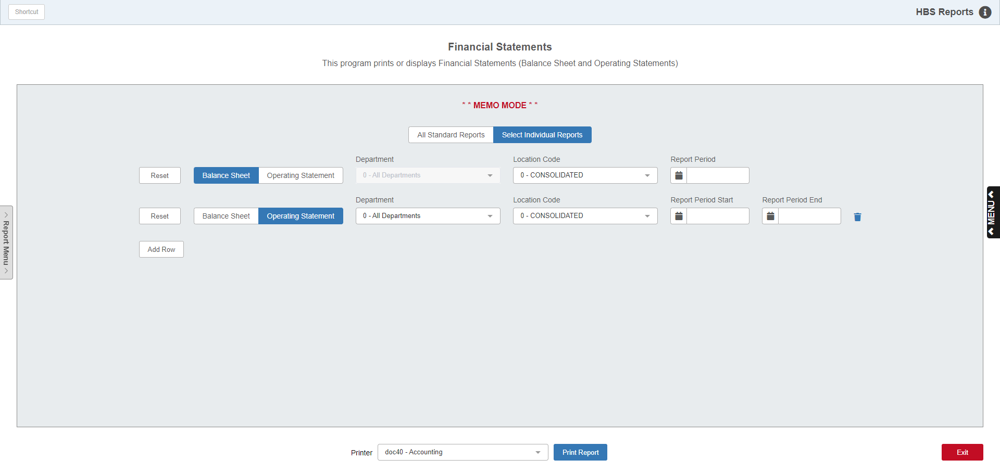 Shortcut
HBS Reports
Financial Statements
This program prints or displays Financial Statements (Balance Sheet and Operating Statements)
* * MEMO MODE * *
All Standard Reports Select Individual Reports
Department Location Code Report Period
Reset Balance Sheet Operating Statement 0 - All Departments 0 - CONSOLIDATED
Department Location Code Report Period Start Report Period End
Reset Balance Sheet Operating Statement 0 - All Departments 0 - CONSOLIDATED
Add Row
Report Menu
MENU
Printer doc40 - Accounting Print Report Exit